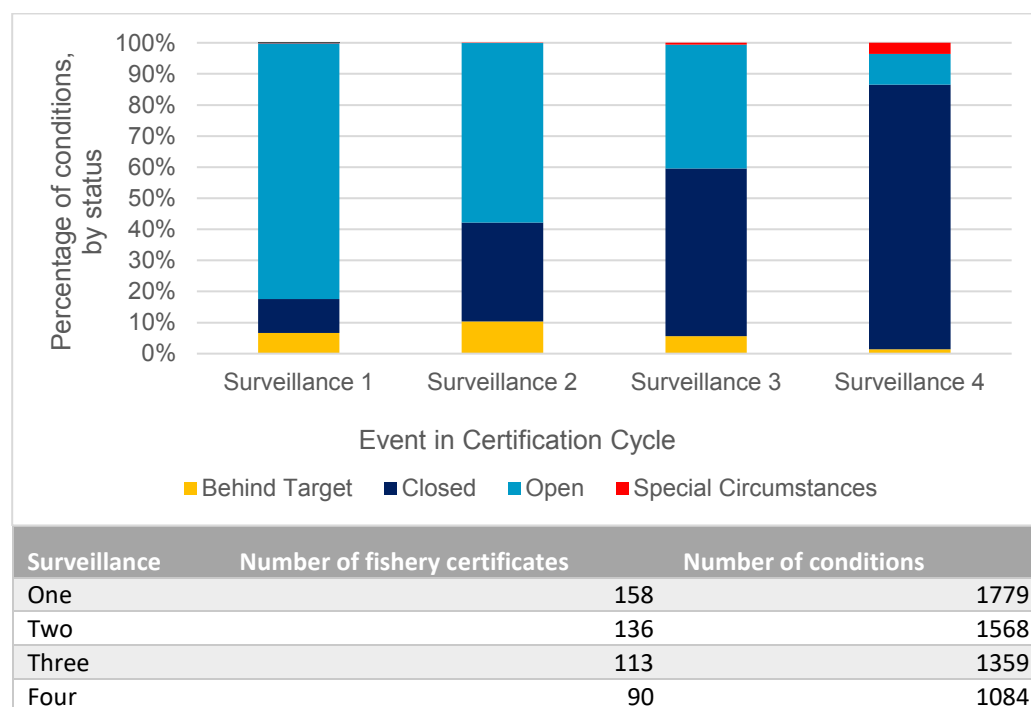 100%
90%
80%
70%
60%
50%
40%
30%
20%
10%
0%
Percentage of conditions,
by status
Surveillance 1 Surveillance 2 Surveillance 3 Surveillance 4
Event in Certification Cycle
Behind Target Closed Open Special Circumstances
Surveillance Number of fishery certificates Number of conditions
One 158 1779
Two 136 1568
Three 113 1359
Four 90 1084